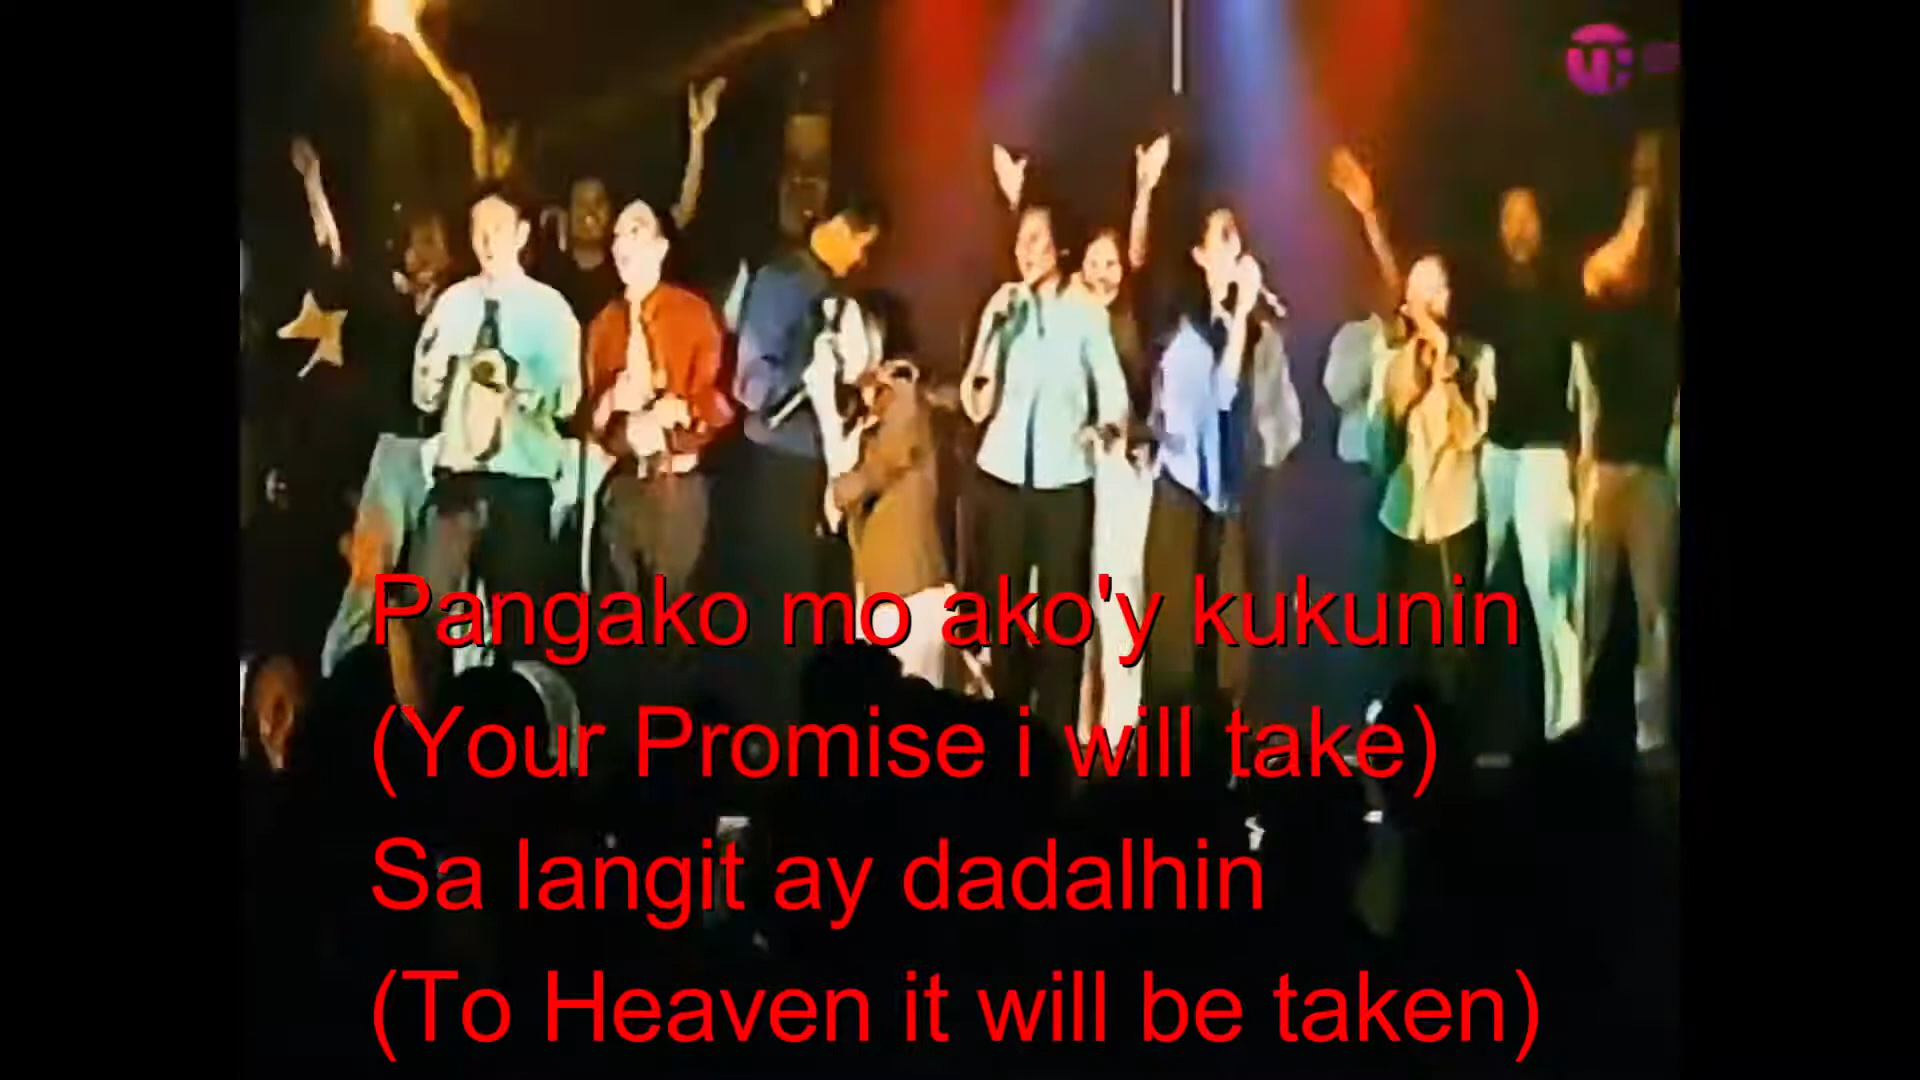 Pangako mo ako'y kukunin
(Your Promise i will take)
Sa langit ay dadalhin
(To Heaven it will be taken)